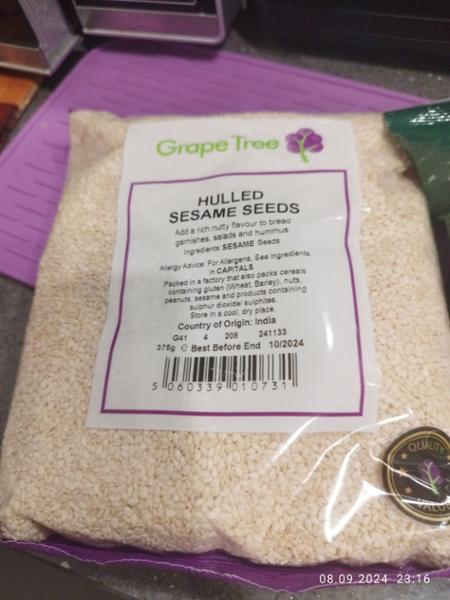 Grape Tree
HULLED
SESAME SEEDS
Add a rich nutty flavour to bread
garnishes, salads and hummus.
Ingredients: SESAME Seeds
Allergy Advice: For Allergens, See ingredients
in CAPITALS
Packed in a factory that also packs cereals
containing gluten (Wheat, Barley), nuts,
peanuts, sesame and products containing
sulphur dioxide/ sulphites.
Store in a cool, dry place.
Country of Origin: India
G41 4 208 241133
375g ℮ Best Before End 10/2024
5 060339 010731
QUALITY
VALUE
08.09.2024 23:16